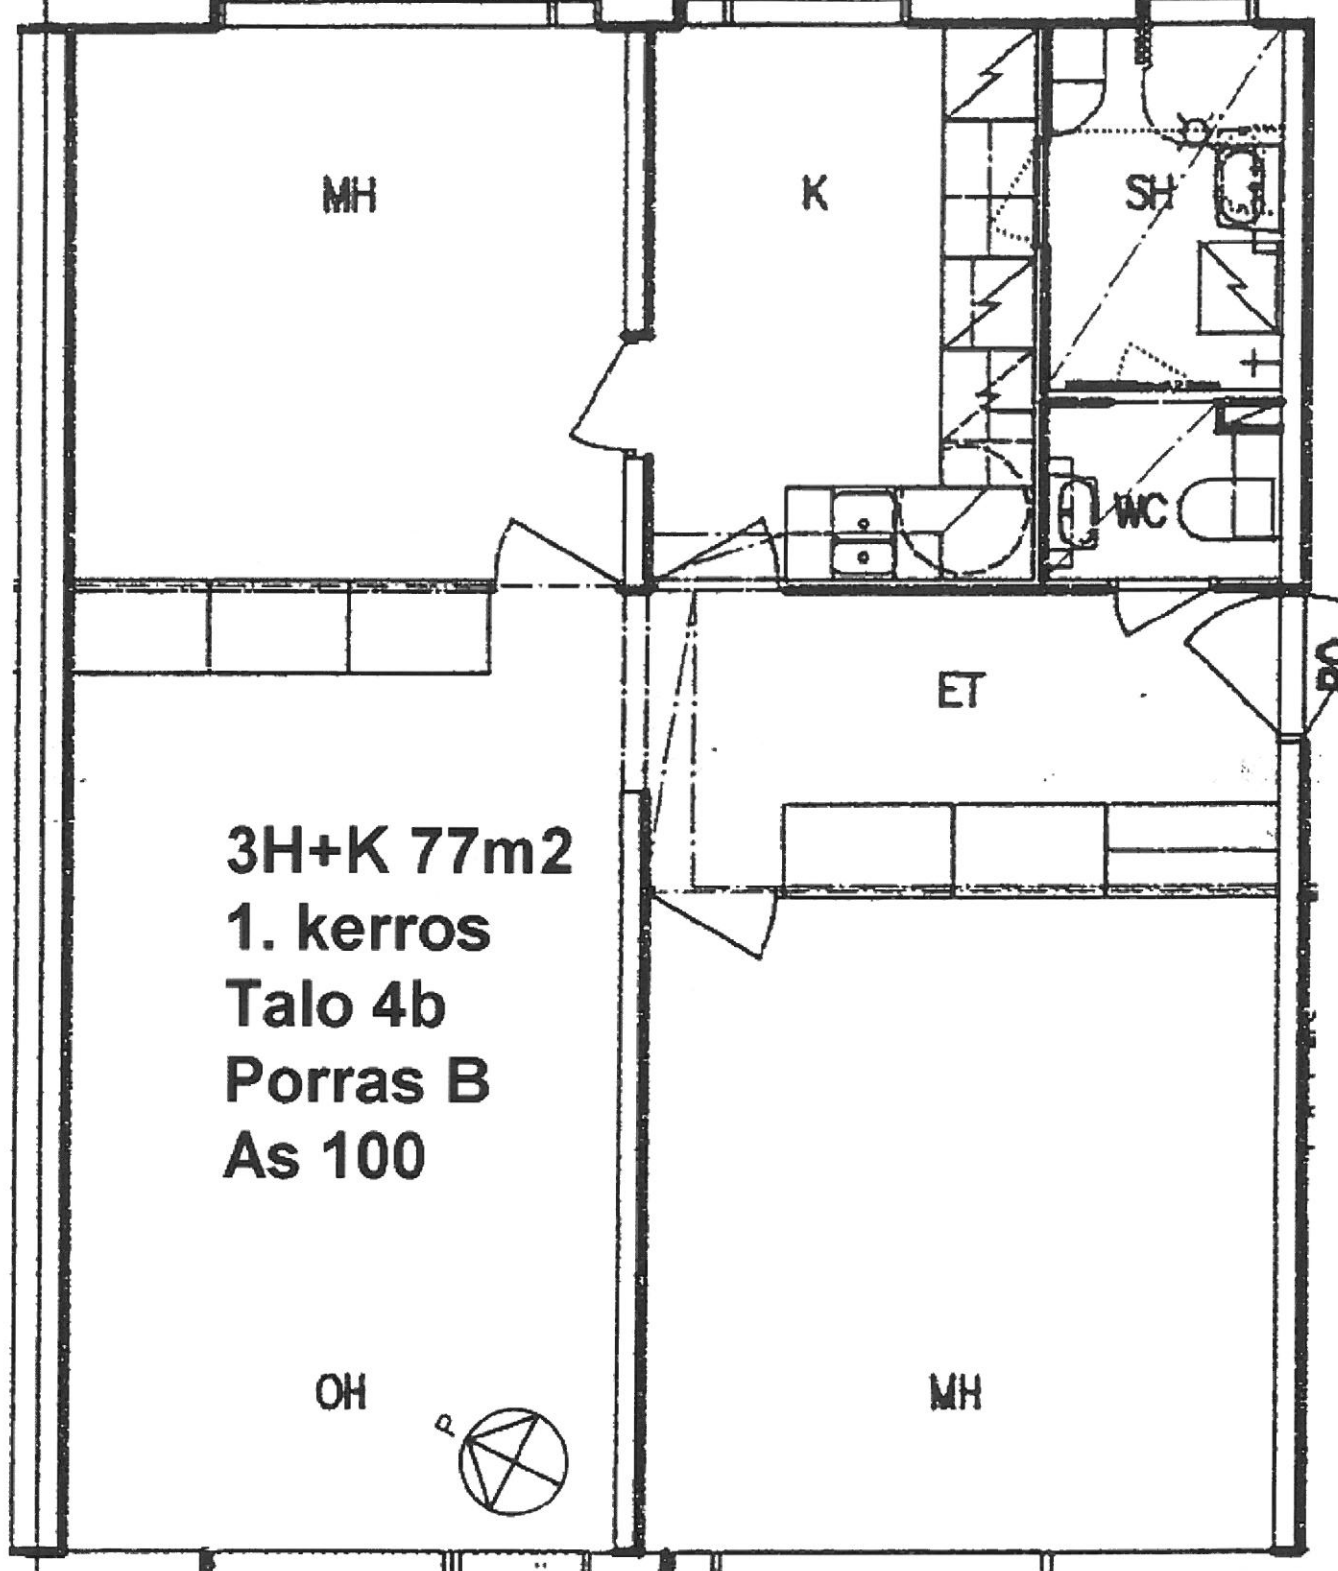 MH
K
SH
WC
ET
3H+K 77m2
1. kerros
Talo 4b
Porras B
As 100
OH
P
MH